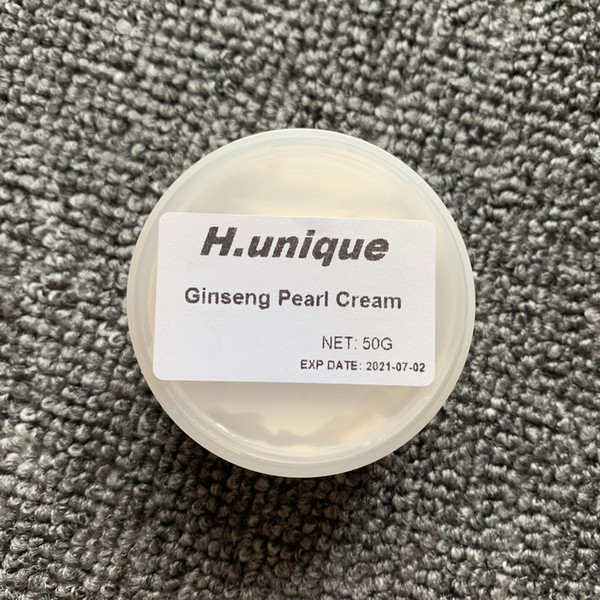 H.unique
Ginseng Pearl Cream
NET: 50G
EXP DATE: 2021-07-02